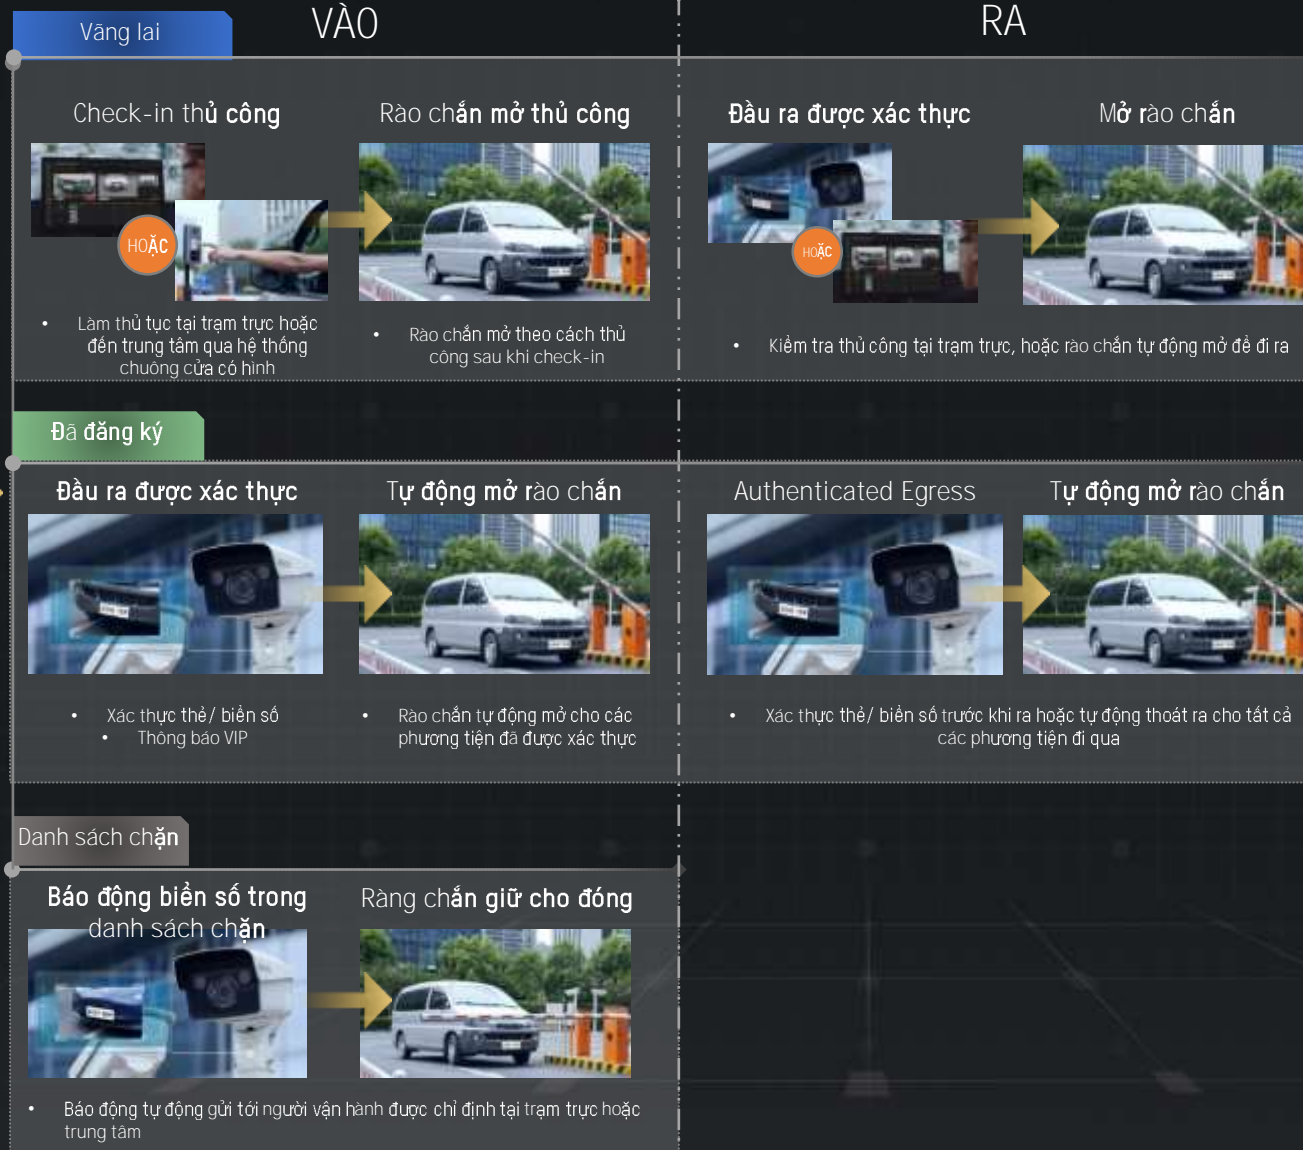 Vãng lai
VÀO
RA
Check-in thủ công
Rào chắn mở thủ công
Đầu ra được xác thực
Mở rào chắn
HOẶC
HOẶC
• Làm thủ tục tại trạm trực hoặc
đến trung tâm qua hệ thống
chuông cửa có hình
• Rào chắn mở theo cách thủ
công sau khi check-in
• Kiểm tra thủ công tại trạm trực, hoặc rào chắn tự động mở để đi ra
Đã đăng ký
Đầu ra được xác thực
Tự động mở rào chắn
Authenticated Egress
Tự động mở rào chắn
• Xác thực thẻ/ biển số
• Thông báo VIP
• Rào chắn tự động mở cho các
phương tiện đã được xác thực
• Xác thực thẻ/ biển số trước khi ra hoặc tự động thoát ra cho tất cả
các phương tiện đi qua
Danh sách chặn
Báo động biển số trong
danh sách chặn
Ràng chắn giữ cho đóng
• Báo động tự động gửi tới người vận hành được chỉ định tại trạm trực hoặc
trung tâm